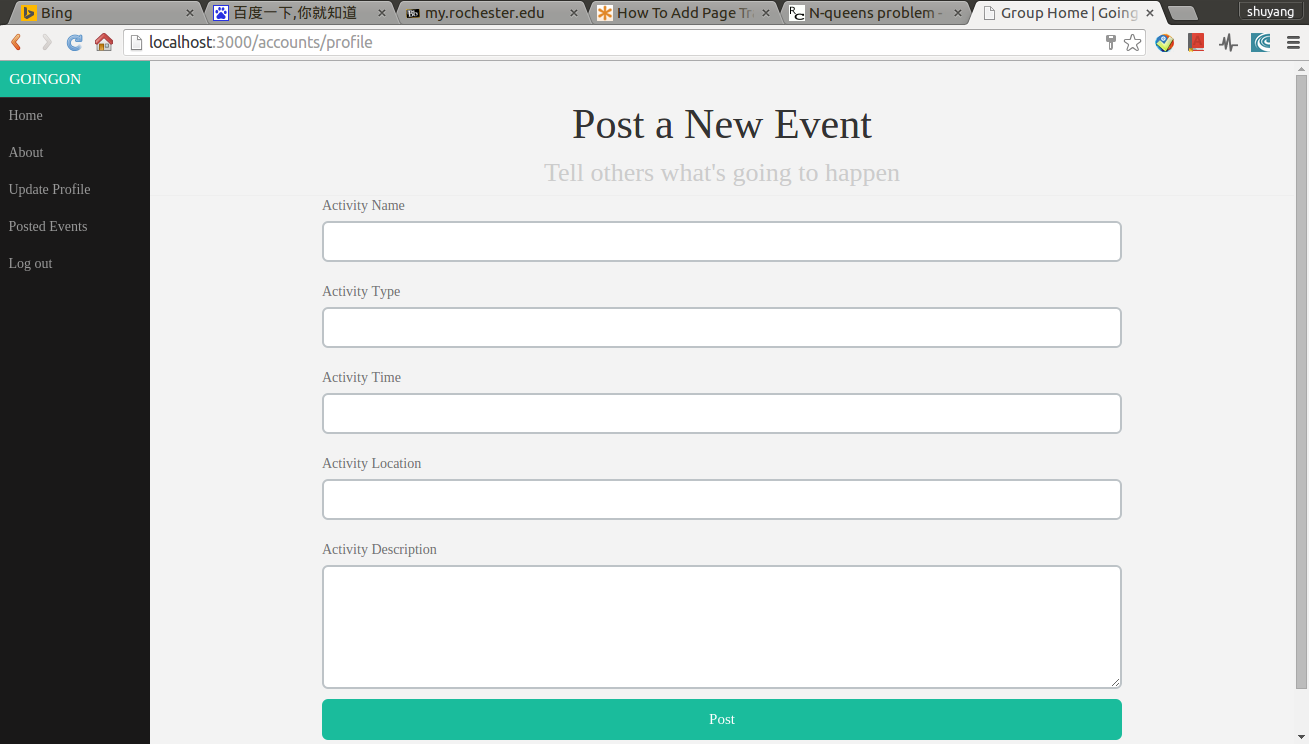 Bing
百度一下,你就知道
my.rochester.edu
How To Add Page Tr
N-queens problem -
Group Home | Going
shuyang
localhost:3000/accounts/profile
GOINGON
Home
About
Update Profile
Posted Events
Log out
Post a New Event
Tell others what's going to happen
Activity Name
Activity Type
Activity Time
Activity Location
Activity Description
Post